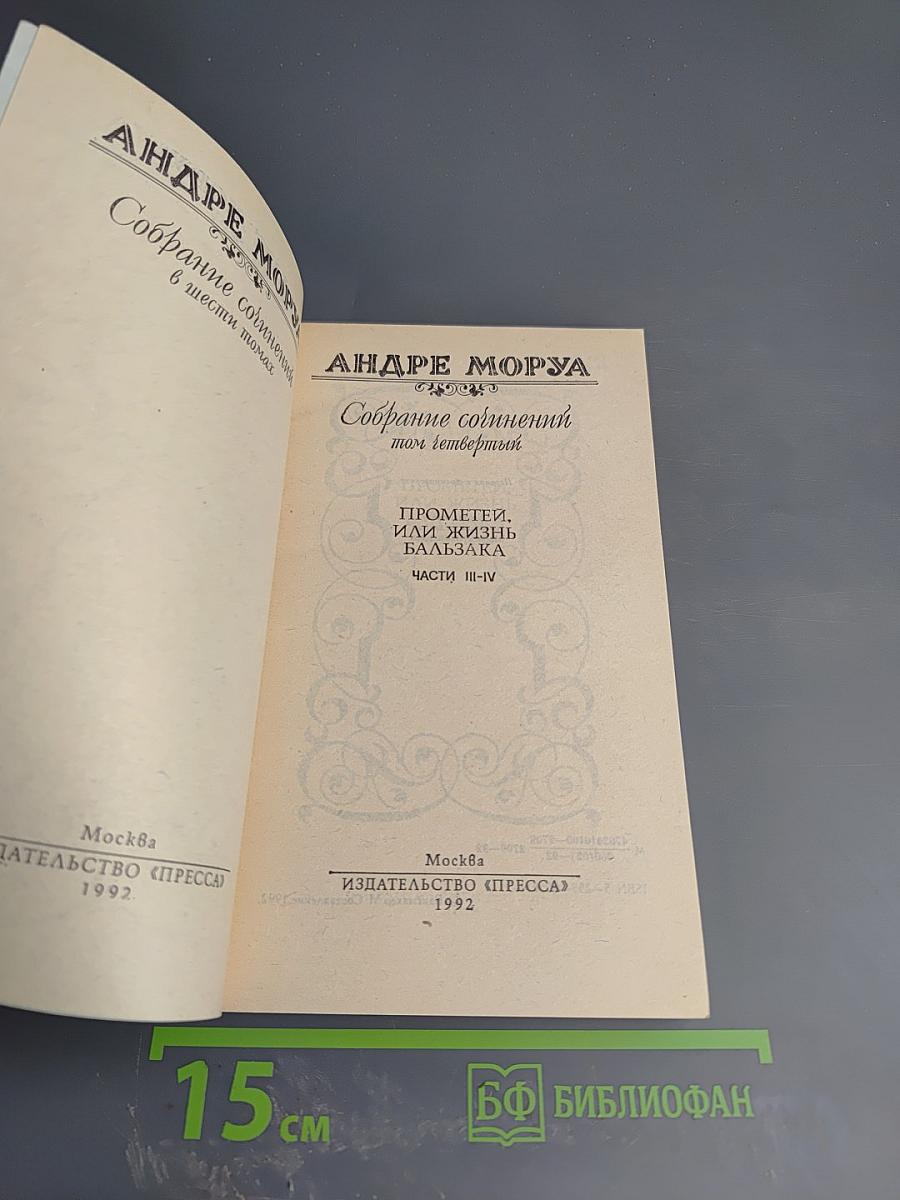 АНДРЕ МОРУА
Собрание сочинений
в шести томах
Москва
ДАТЕЛЬСТВО «ПРЕССА»
1992
АНДРЕ МОРУА
Собрание сочинений
том четвертый
ПРОМЕТЕЙ,
ИЛИ ЖИЗНЬ
БАЛЬЗАКА
ЧАСТИ III-IV
Москва
ИЗДАТЕЛЬСТВО «ПРЕССА»
1992
15 см
БФ БИБЛИОФАН